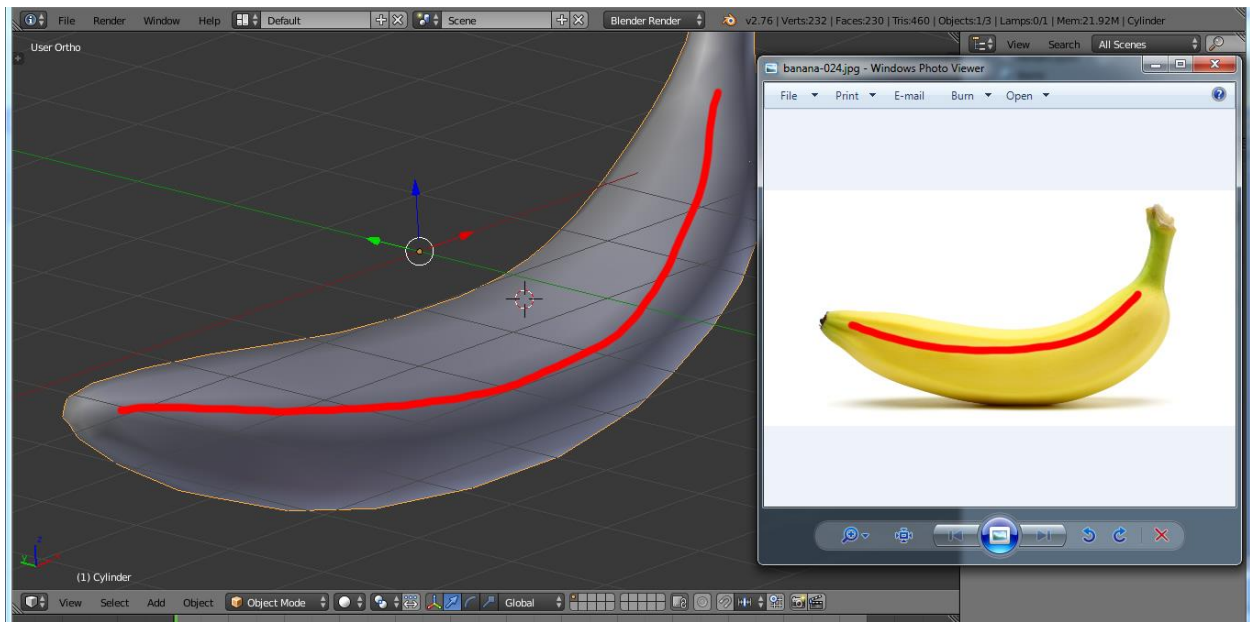 File Render Window Help Default Scene Blender Render v2.76 | Verts:232 | Faces:230 | Tris:460 | Objects:1/3 | Lamps:0/1 | Mem:21.92M | Cylinder
User Ortho
View Search All Scenes
banana-024.jpg - Windows Photo Viewer
File Print E-mail Burn Open
z
y x
(1) Cylinder
View Select Add Object Object Mode Global